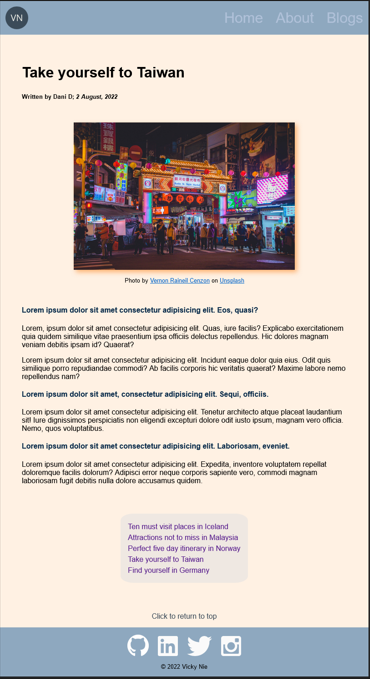 VN
Home About Blogs
Take yourself to Taiwan
Written by Dani D; 2 August, 2022
Photo by Vernon Raineil Cenzon on Unsplash
Lorem ipsum dolor sit amet consectetur adipisicing elit. Eos, quasi?
Lorem, ipsum dolor sit amet consectetur adipisicing elit. Quas, iure facilis? Explicabo exercitationem
quia quidem similique vitae praesentium ipsa officiis delectus repellendus. Hic dolores magnam
veniam debitis ipsam id? Quaerat?
Lorem ipsum dolor sit amet consectetur adipisicing elit. Incidunt eaque dolor quia eius. Odit quis
similique porro repudiandae commodi? Ab facilis corporis hic veritatis quaerat? Maxime labore nemo
repellendus nam?
Lorem ipsum dolor sit amet, consectetur adipisicing elit. Sequi, officiis.
Lorem ipsum dolor sit amet consectetur adipisicing elit. Tenetur architecto atque placeat laudantium
sit! Iure dignissimos perspiciatis non eligendi excepturi dolore odit iusto ipsum, magnam vero officia.
Nemo, quos voluptatibus.
Lorem ipsum dolor sit amet consectetur adipisicing elit. Laboriosam, eveniet.
Lorem ipsum dolor sit amet consectetur adipisicing elit. Expedita, inventore voluptatem repellat
doloremque facilis dolorum? Adipisci error neque corporis sapiente vero, commodi magnam
laboriosam fugit debitis nulla dolore accusamus quidem.
Ten must visit places in Iceland
Attractions not to miss in Malaysia
Perfect five day itinerary in Norway
Take yourself to Taiwan
Find yourself in Germany
Click to return to top
in
© 2022 Vicky Nie